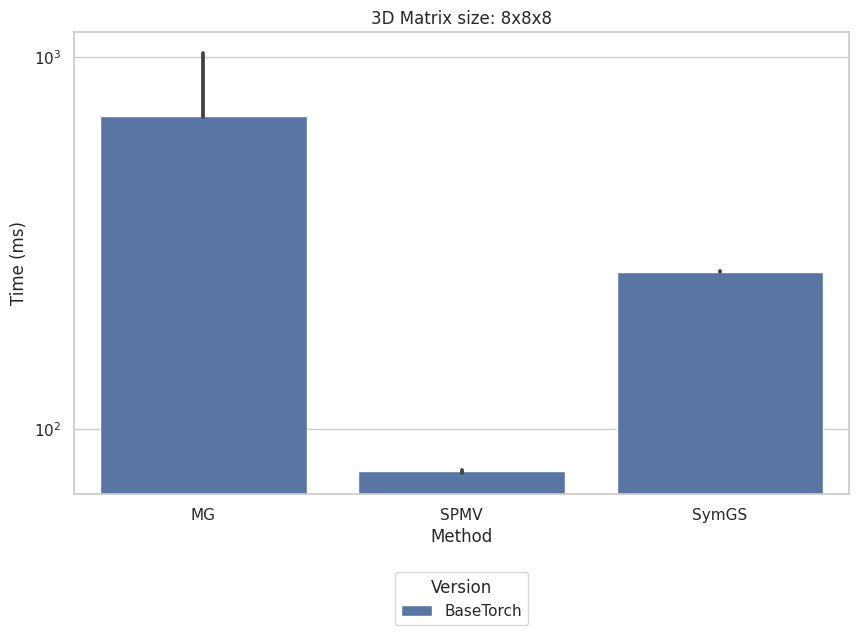 3D Matrix size: 8x8x8
10³
10²
Time (ms)
MG SPMV SymGS
Method
Version
BaseTorch